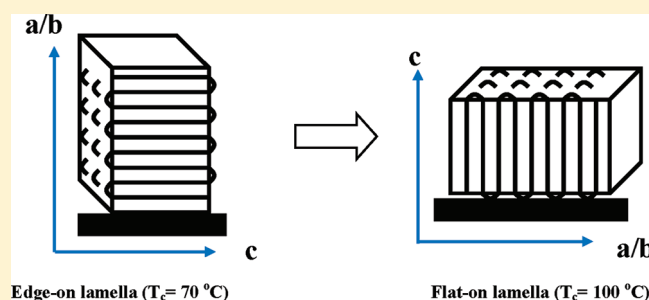 a/b
c
Edge-on lamella (Tc= 70 °C)
c
a/b
Flat-on lamella (Tc= 100 °C)